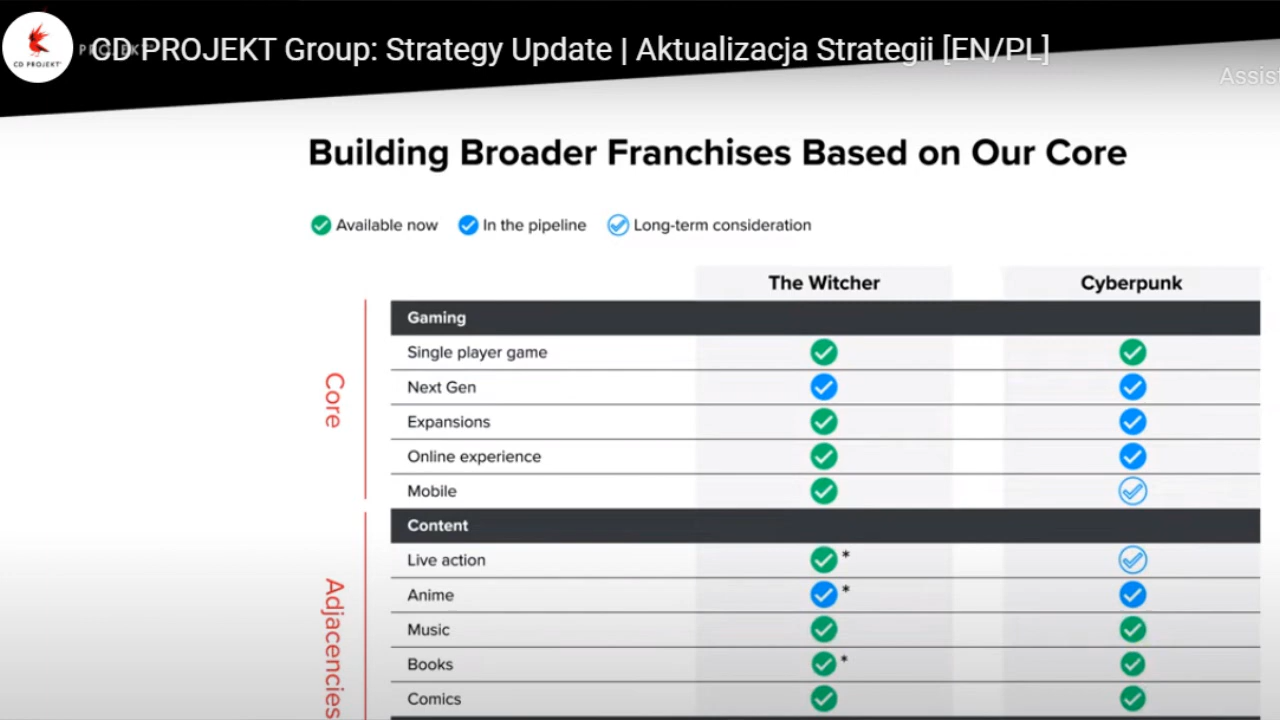 CD PROJEKT Group: Strategy Update | Aktualizacja Strategii [EN/PL]
CD PROJEKT
Assis
Building Broader Franchises Based on Our Core
Available now In the pipeline Long-term consideration
The Witcher Cyberpunk
Core
Gaming
Single player game
Next Gen
Expansions
Online experience
Mobile
Adjacencies
Content
Live action *
Anime *
Music
Books *
Comics